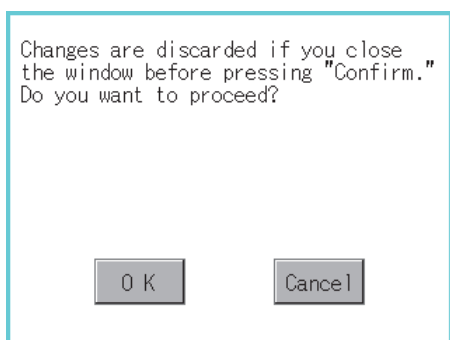 Changes are discarded if you close
the window before pressing "Confirm."
Do you want to proceed?
O K
Cancel